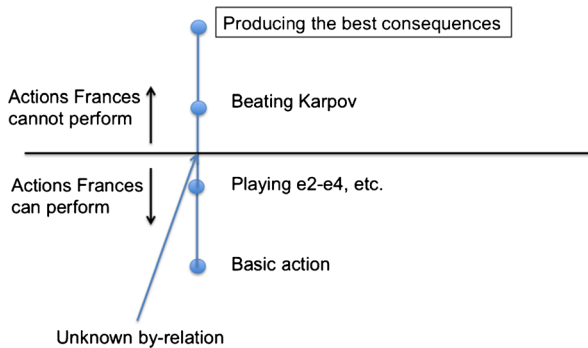 Producing the best consequences
Actions Frances
cannot perform
Beating Karpov
Actions Frances
can perform
Playing e2-e4, etc.
Basic action
Unknown by-relation